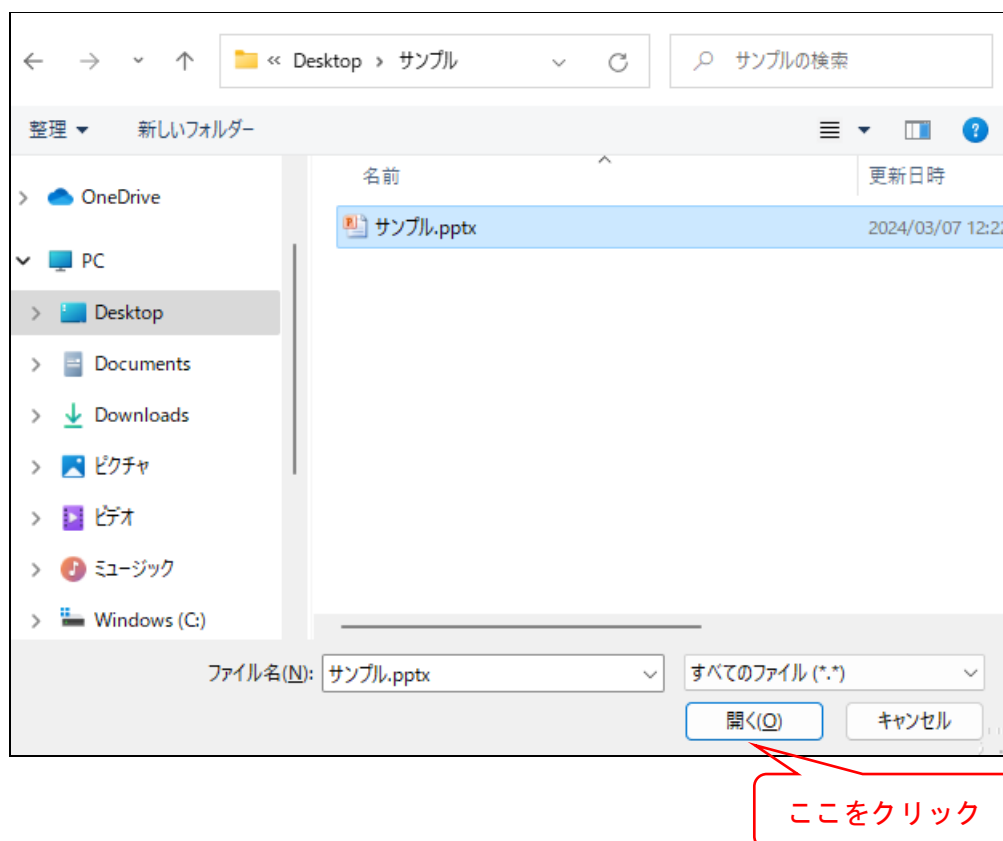 « Desktop › サンプル
サンプルの検索
整理 新しいフォルダー
名前 更新日時
OneDrive
サンプル.pptx 2024/03/07 12:22
PC
Desktop
Documents
Downloads
ピクチャ
ビデオ
ミュージック
Windows (C:)
ファイル名(N): サンプル.pptx すべてのファイル (*.*)
開く(O) キャンセル
ここをクリック